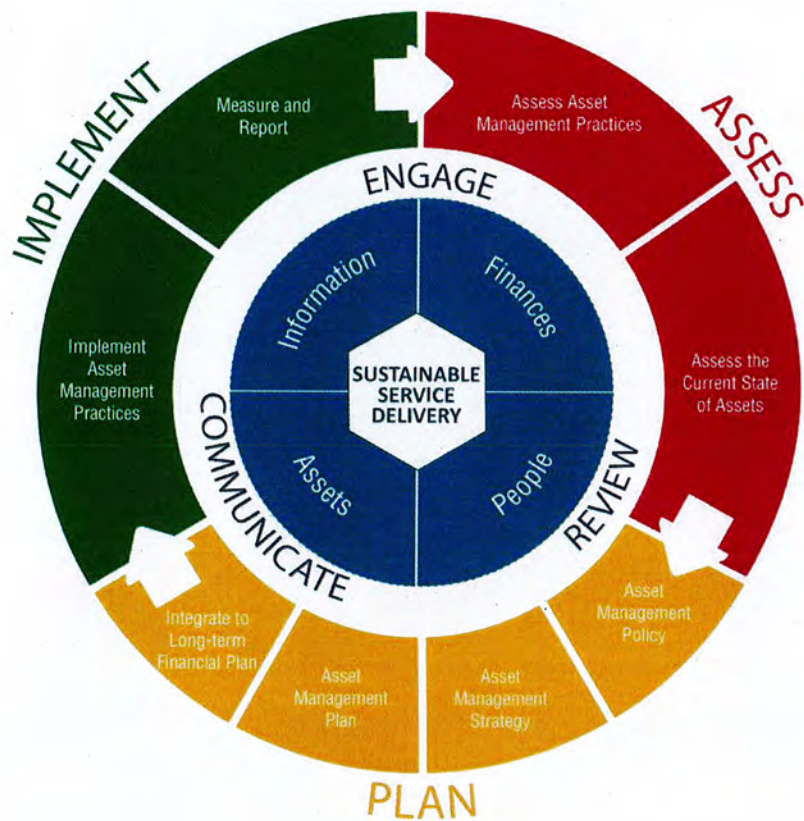 IMPLEMENT
Measure and
Report
Assess Asset
Management Practices
ASSESS
ENGAGE
Information
Finances
Implement
Asset
Management
Practices
SUSTAINABLE
SERVICE
DELIVERY
Assess the
Current State
of Assets
COMMUNICATE
Assets
People
REVIEW
Integrate to
Long-term
Financial Plan
Asset
Management
Plan
Asset
Management
Strategy
Asset
Management
Policy
PLAN